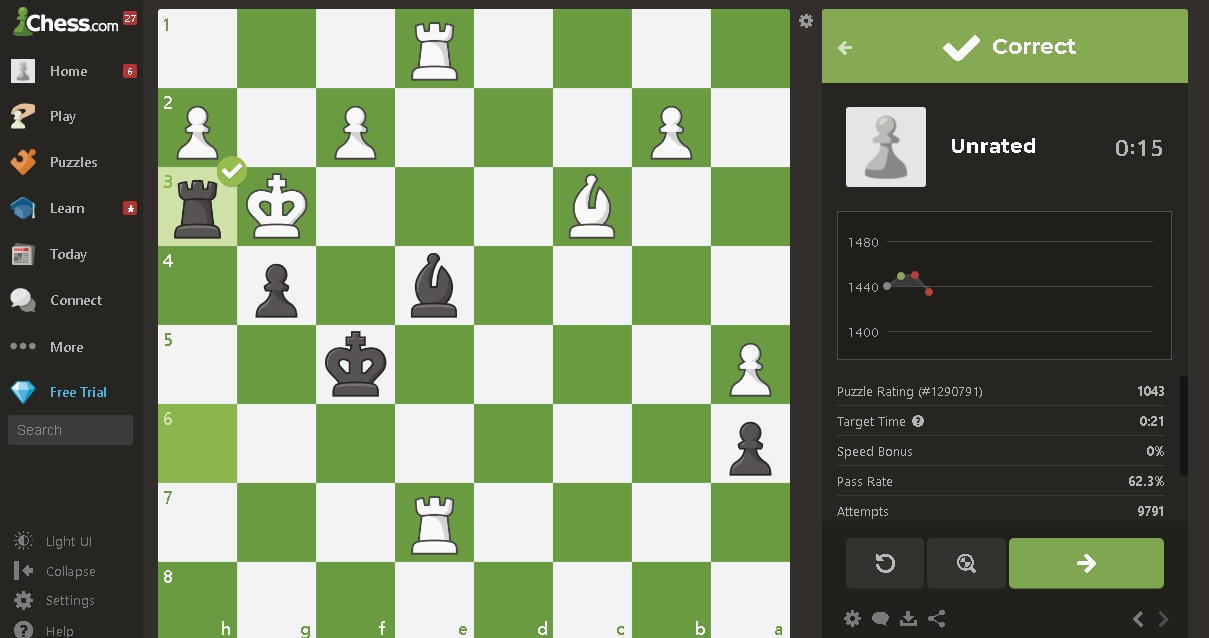 Chess.com 27
Home 6
Play
Puzzles
Learn
Today
Connect
More
Free Trial
Search
Light UI
Collapse
Settings
Help
1
2
3
4
5
6
7
8
h g f e d c b a
Correct
Unrated 0:15
1480
1440
1400
Puzzle Rating (#1290791) 1043
Target Time ? 0:21
Speed Bonus 0%
Pass Rate 62.3%
Attempts 9791